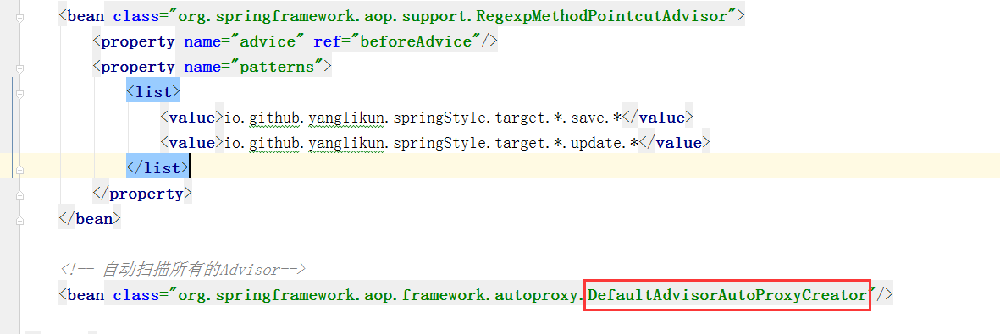 <bean class="org.springframework.aop.support.RegexpMethodPointcutAdvisor">
<property name="advice" ref="beforeAdvice"/>
<property name="patterns">
<list>
<value>io.github.yanglikun.springStyle.target.*.save.*</value>
<value>io.github.yanglikun.springStyle.target.*.update.*</value>
</list>
</property>
</bean>
<!-- 自动扫描所有的Advisor-->
<bean class="org.springframework.aop.framework.autoproxy.DefaultAdvisorAutoProxyCreator"/>